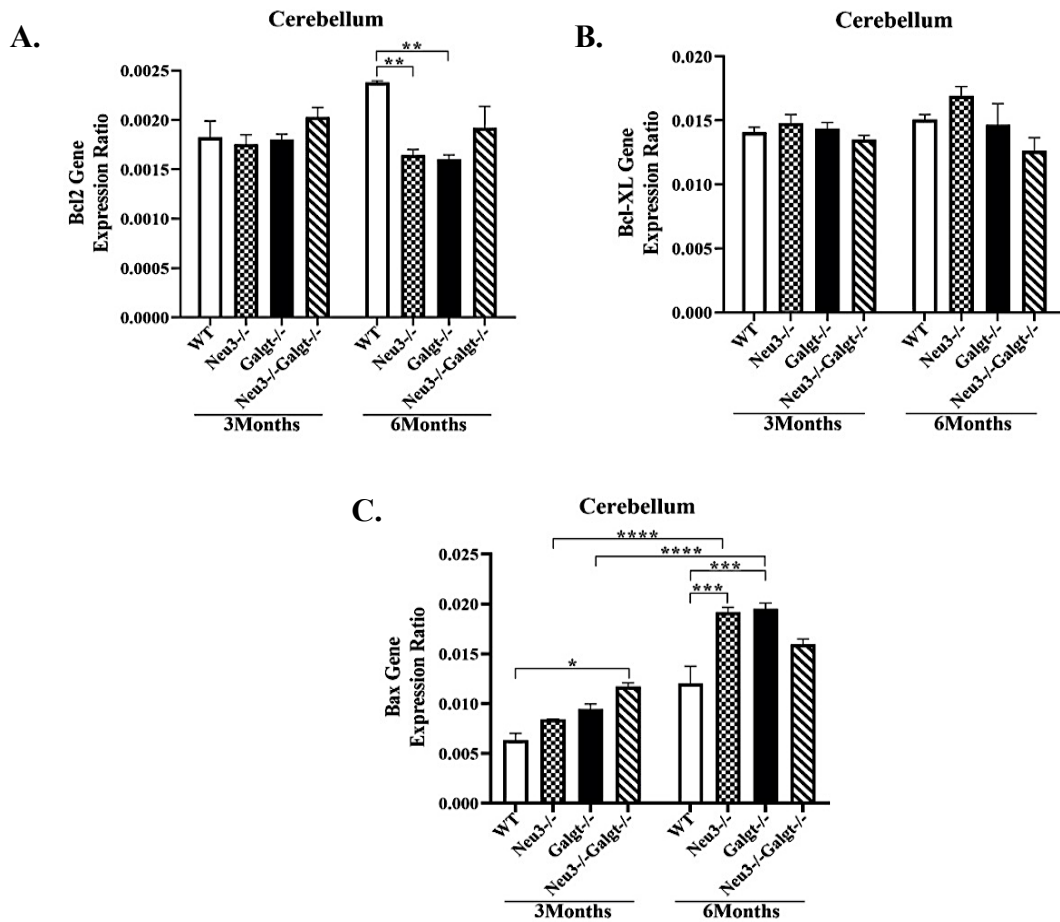 A.
Cerebellum
Bcl2 Gene
Expression Ratio
0.0025
0.0020
0.0015
0.0010
0.0005
0.0000
**
**
WT
Neu3-/-
Galgt-/-
Neu3-/-Galgt-/-
WT
Neu3-/-
Galgt-/-
Neu3-/-Galgt-/-
3Months
6Months
B.
Cerebellum
Bcl-XL Gene
Expression Ratio
0.020
0.015
0.010
0.005
0.000
WT
Neu3-/-
Galgt-/-
Neu3-/-Galgt-/-
WT
Neu3-/-
Galgt-/-
Neu3-/-Galgt-/-
3Months
6Months
C.
Cerebellum
Bax Gene
Expression Ratio
0.025
0.020
0.015
0.010
0.005
0.000
****
****
***
***
*
WT
Neu3-/-
Galgt-/-
Neu3-/-Galgt-/-
WT
Neu3-/-
Galgt-/-
Neu3-/-Galgt-/-
3Months
6Months